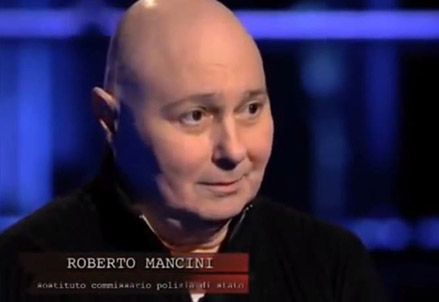 ROBERTO MANCINI
sostituto commissario polizia di stato